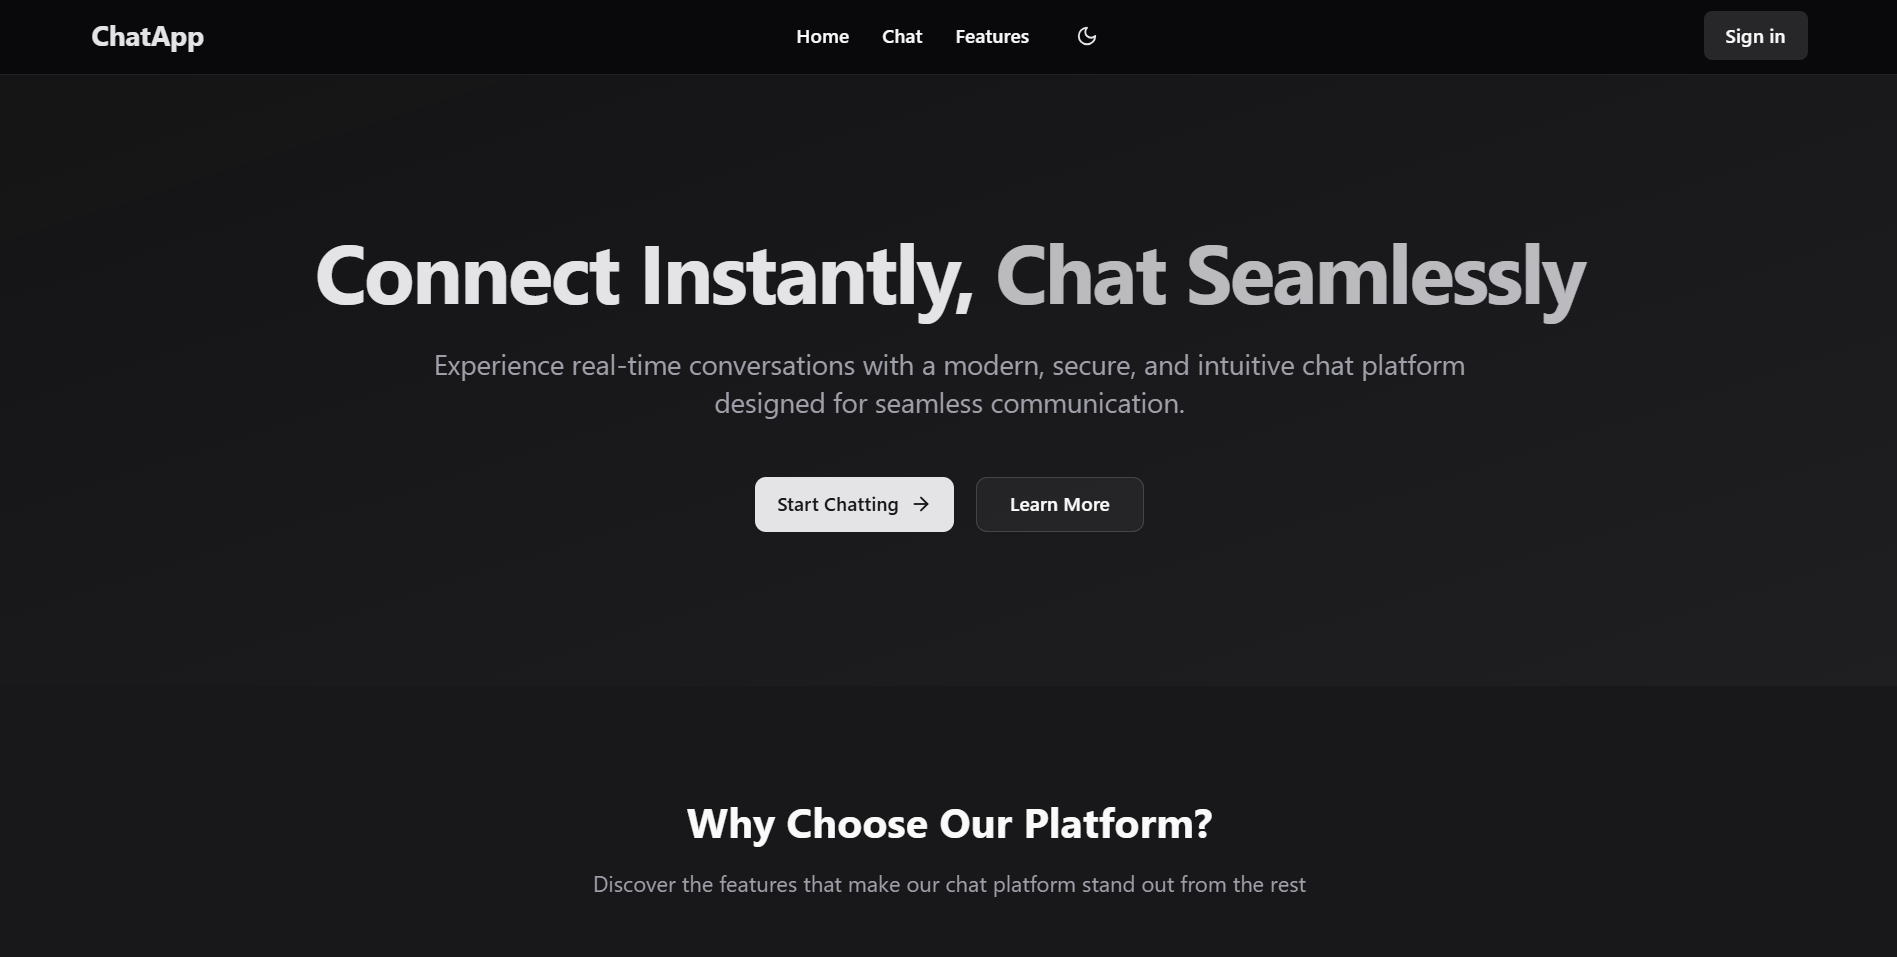 ChatApp
Home
Chat
Features
Sign in
Connect Instantly, Chat Seamlessly
Experience real-time conversations with a modern, secure, and intuitive chat platform
designed for seamless communication.
Start Chatting
Learn More
Why Choose Our Platform?
Discover the features that make our chat platform stand out from the rest